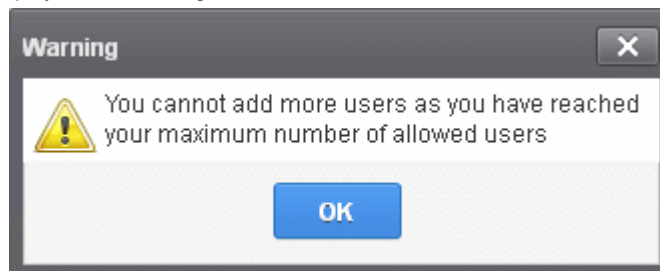 Warning
You cannot add more users as you have reached
your maximum number of allowed users
OK